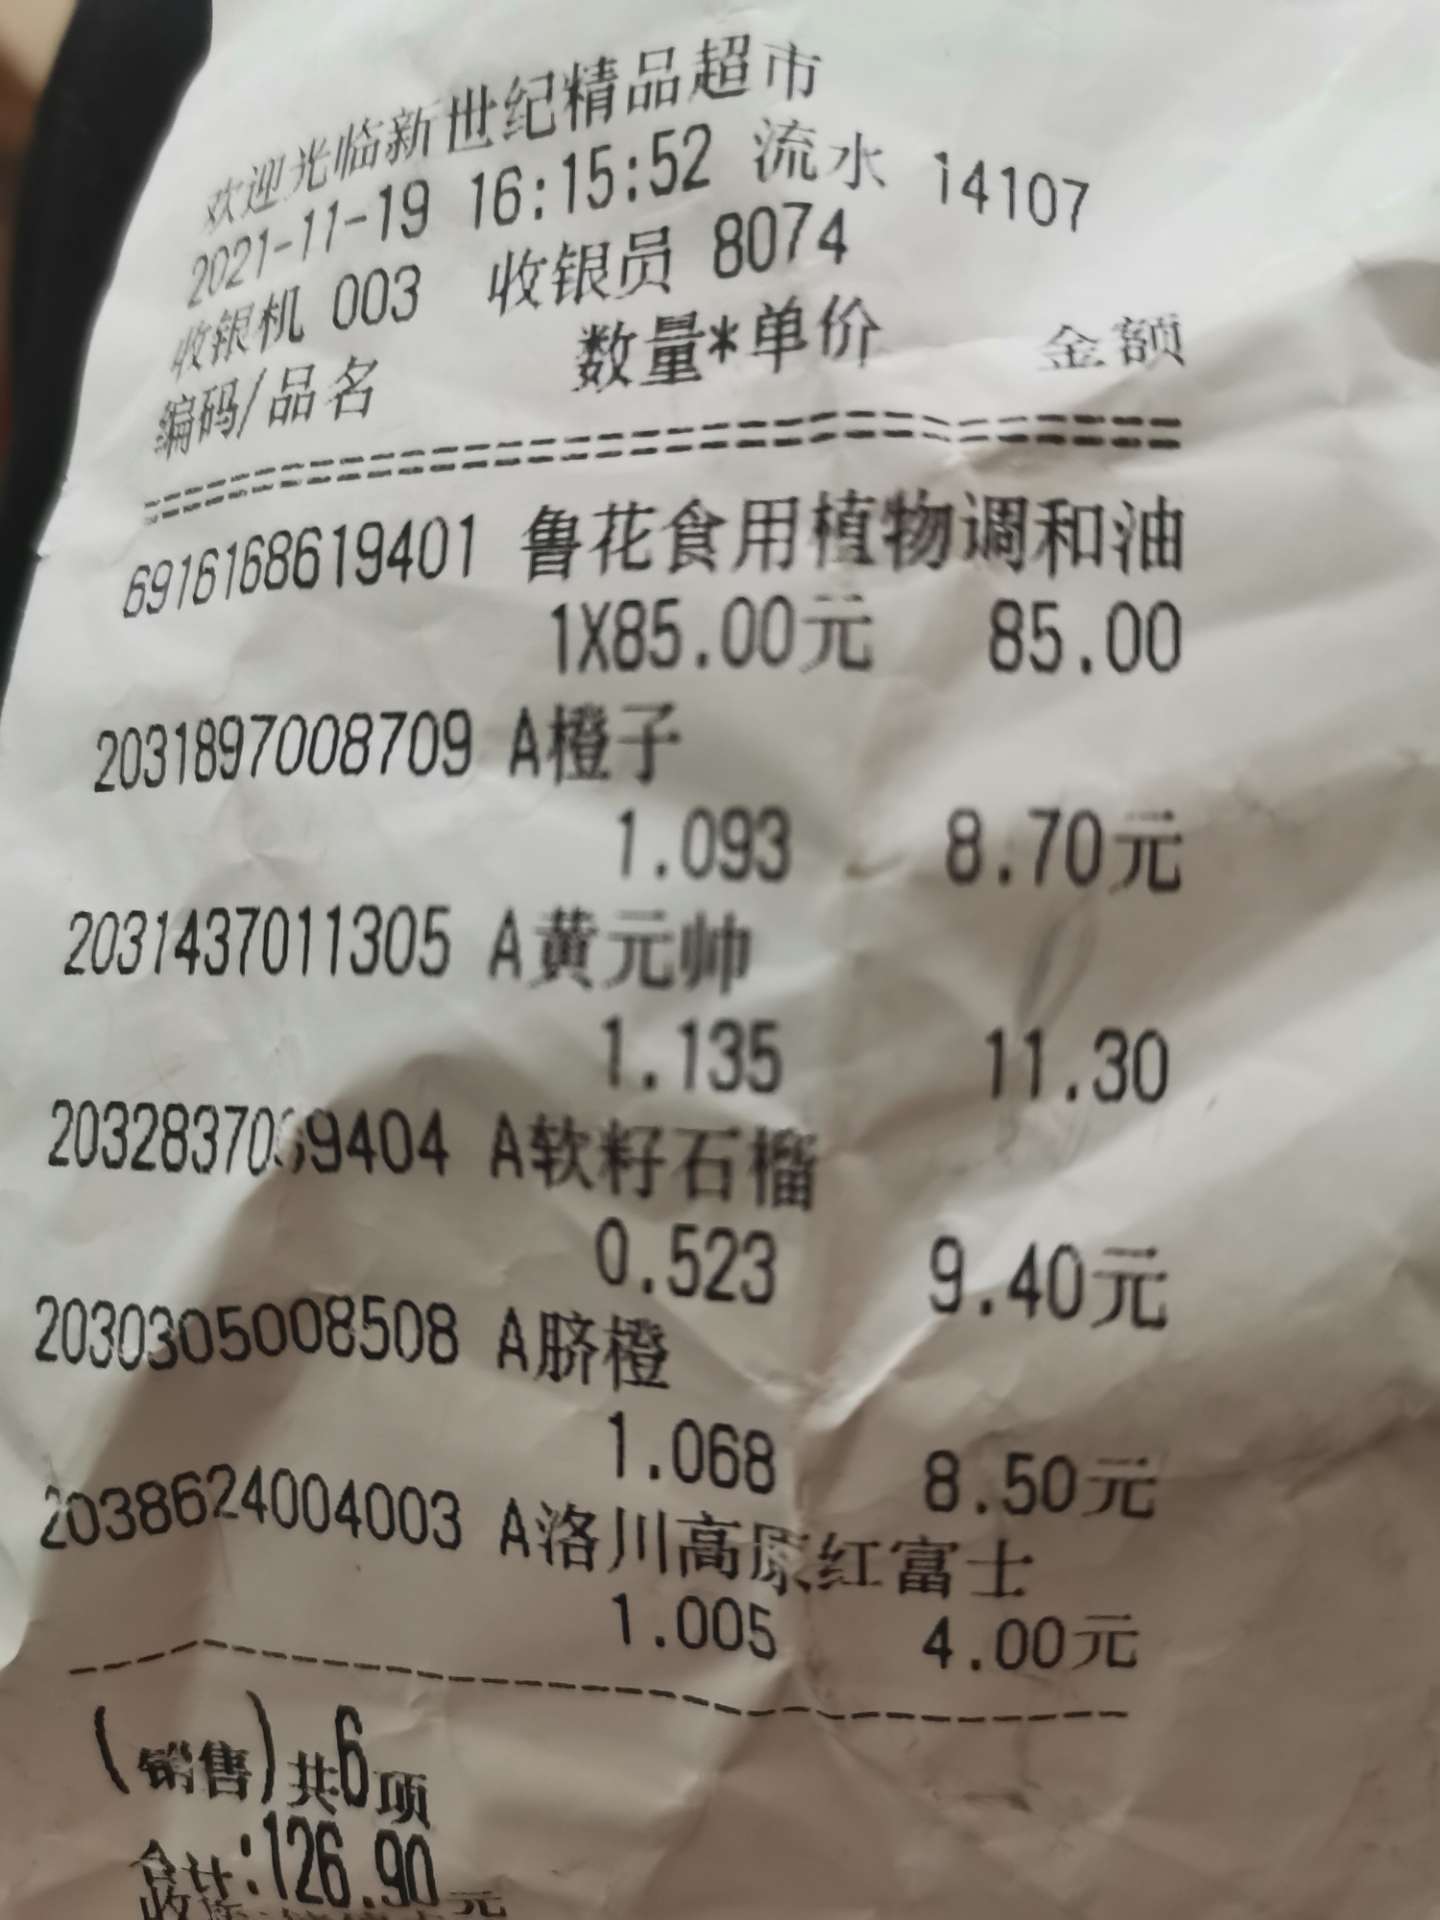 欢迎光临新世纪精品超市
2021-11-19 16:15:52 流水 14107
收银机 003 收银员 8074
编码/品名 数量*单价 金额
6916168619401 鲁花食用植物调和油
1X85.00元 85.00
2031897008709 A橙子
1.093 8.70元
2031437011305 A黄元帅
1.135 11.30
A软籽石榴
0.523 9.40元
2030305008508 A脐橙
1.068 8.50元
2038624004003 A洛川高原红富士
1.005 4.00元
(销售)共6项
合计:126.90元